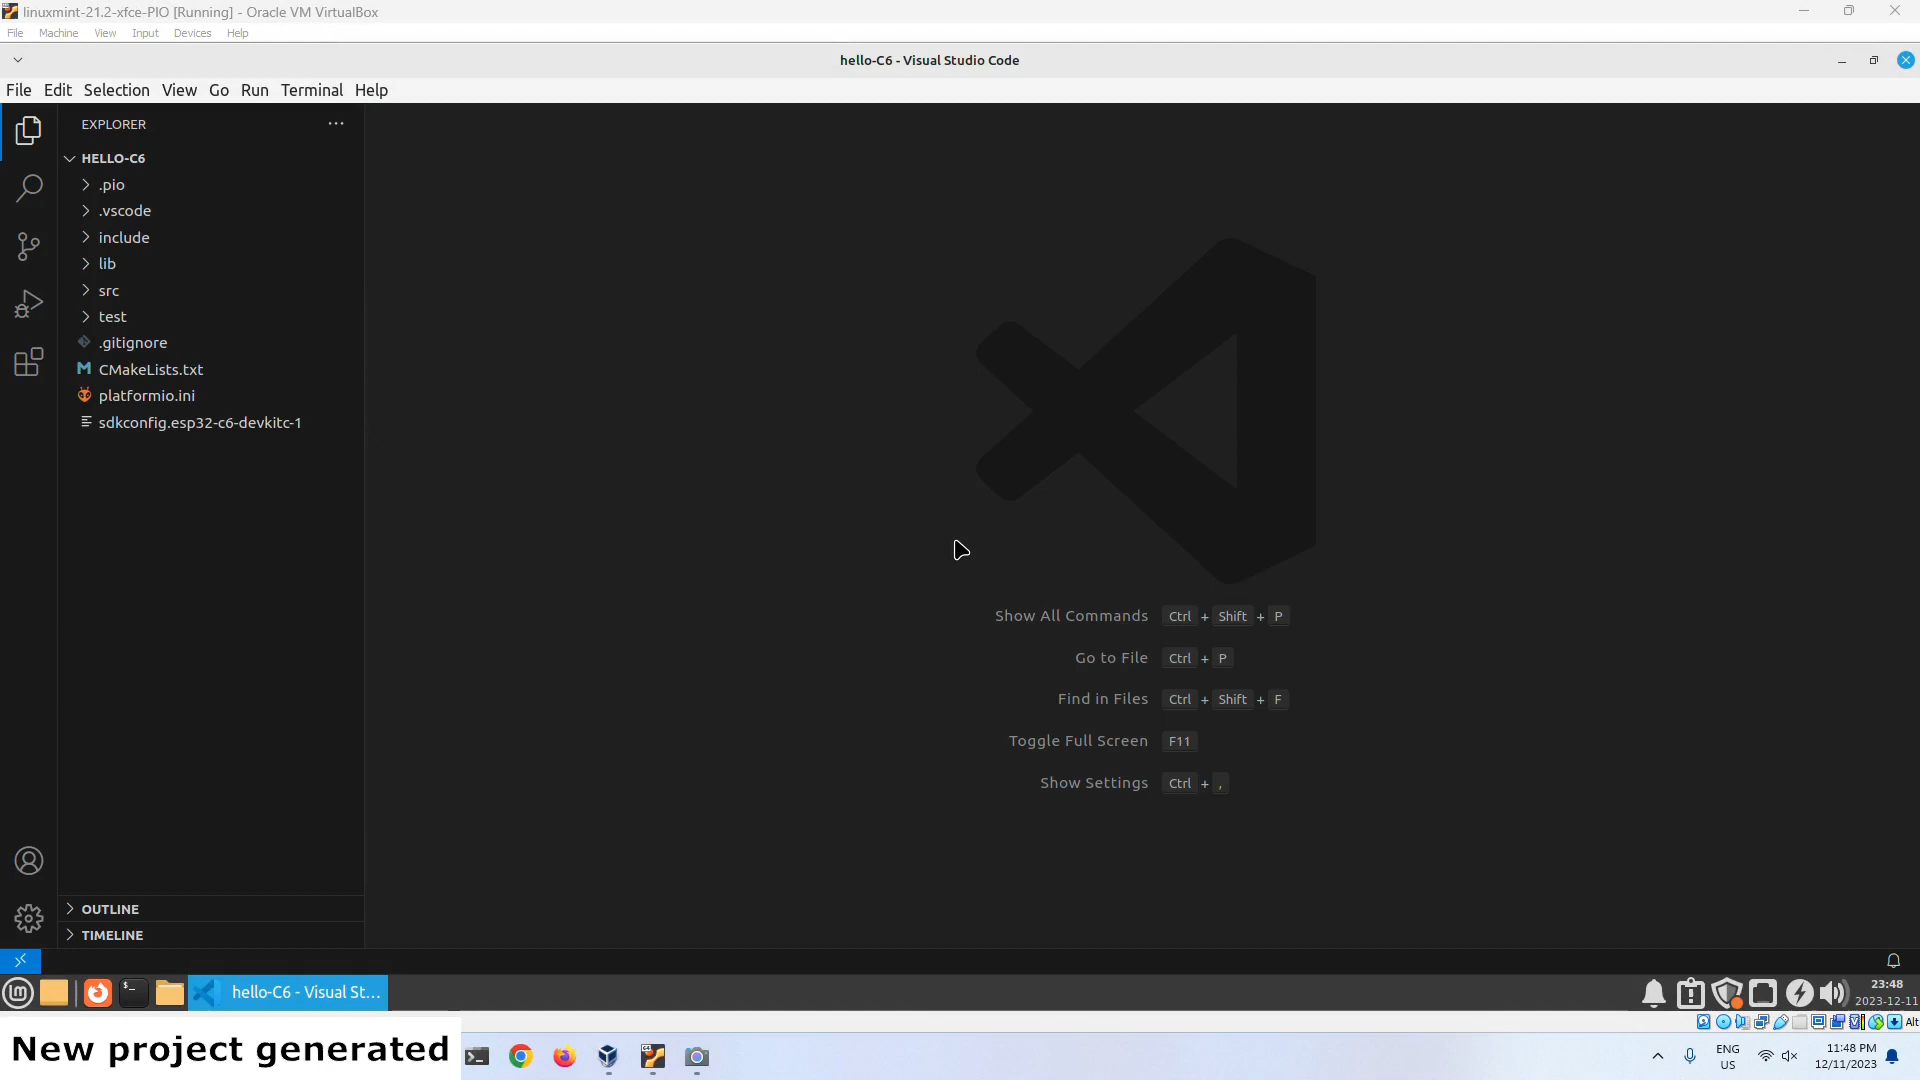 linuxmint-21.2-xfce-PIO [Running] - Oracle VM VirtualBox
File Machine View Input Devices Help
hello-C6 - Visual Studio Code
File Edit Selection View Go Run Terminal Help
EXPLORER
HELLO-C6
.pio
.vscode
include
lib
src
test
.gitignore
M CMakeLists.txt
platformio.ini
sdkconfig.esp32-c6-devkitc-1
Show All Commands Ctrl + Shift + P
Go to File Ctrl + P
Find in Files Ctrl + Shift + F
Toggle Full Screen F11
Show Settings Ctrl + ,
OUTLINE
TIMELINE
hello-C6 - Visual St...
23:48
2023-12-11
Alt
New project generated
ENG
US
11:48 PM
12/11/2023